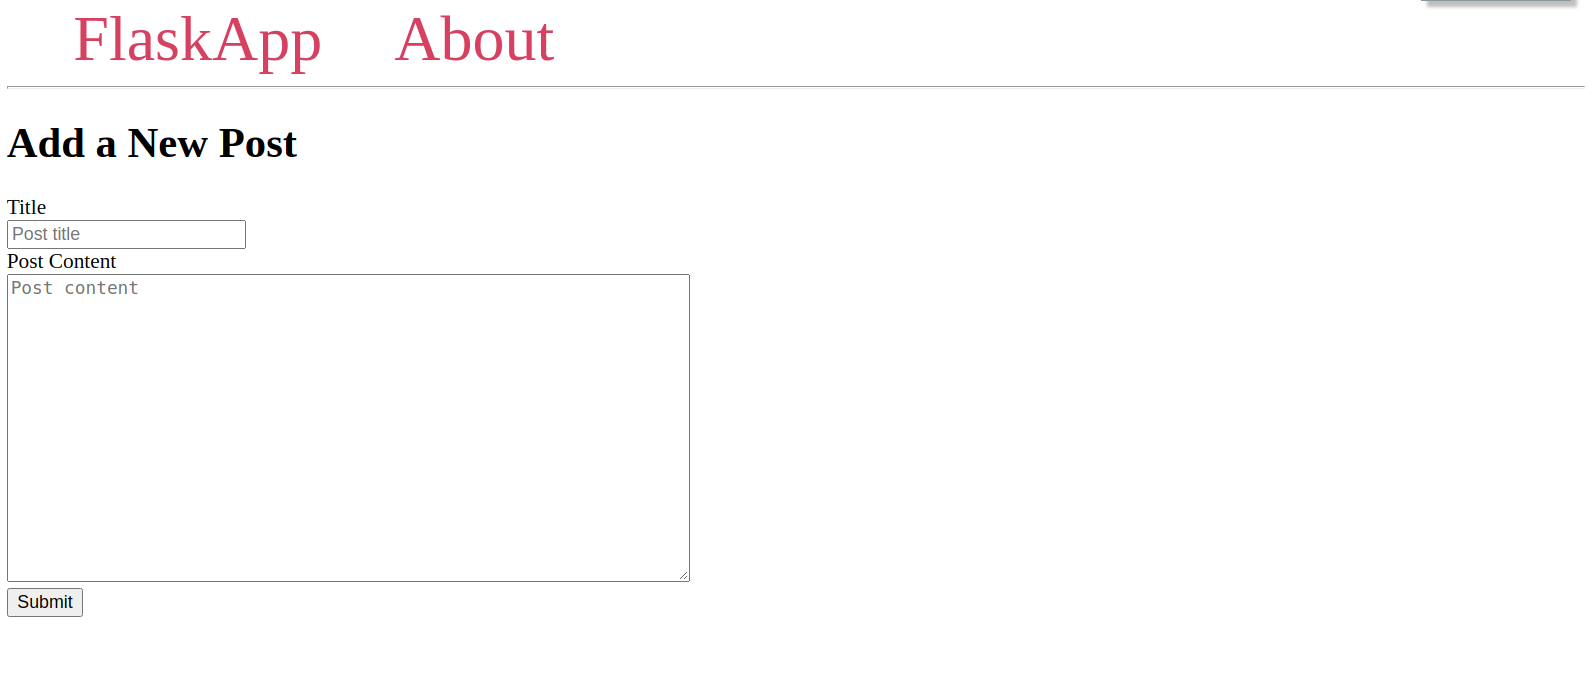 FlaskApp About
Add a New Post
Title
Post title
Post Content
Post content
Submit